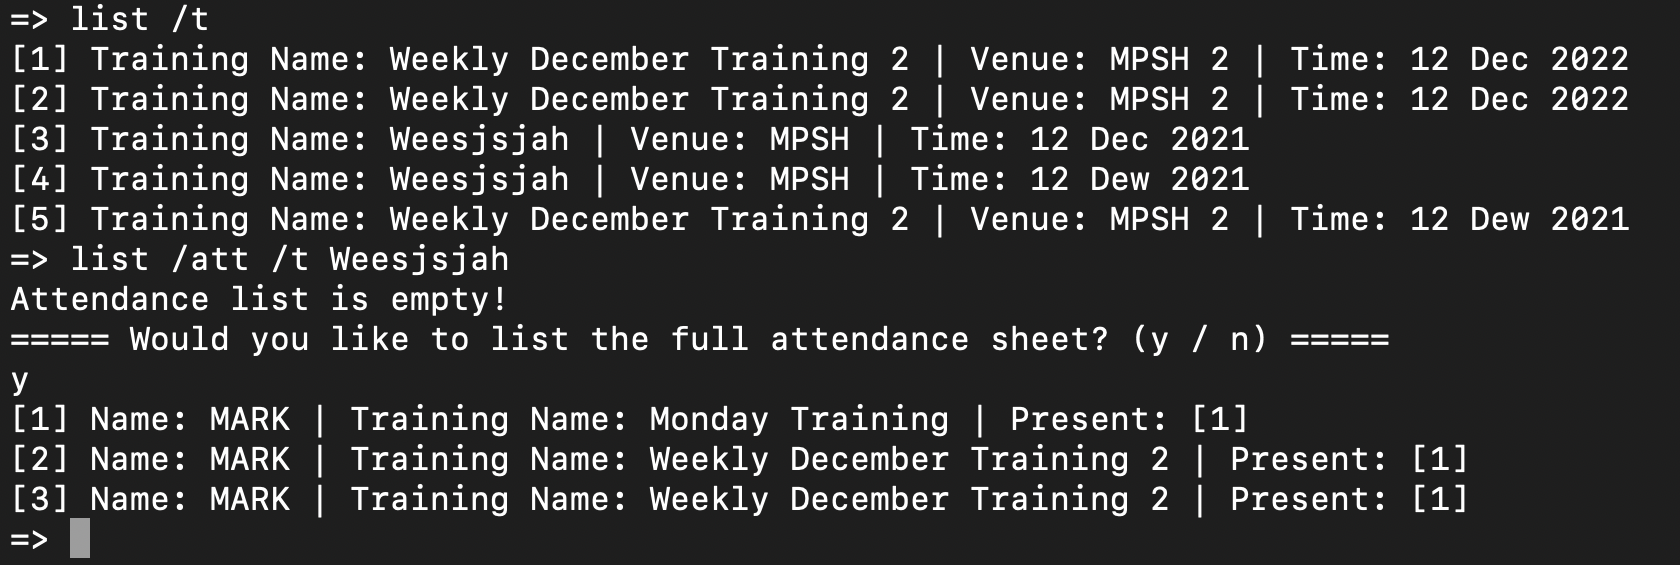 => list /t
[1] Training Name: Weekly December Training 2 | Venue: MPSH 2 | Time: 12 Dec 2022
[2] Training Name: Weekly December Training 2 | Venue: MPSH 2 | Time: 12 Dec 2022
[3] Training Name: Weesjsjah | Venue: MPSH | Time: 12 Dec 2021
[4] Training Name: Weesjsjah | Venue: MPSH | Time: 12 Dew 2021
[5] Training Name: Weekly December Training 2 | Venue: MPSH 2 | Time: 12 Dew 2021
=> list /att /t Weesjsjah
Attendance list is empty!
===== Would you like to list the full attendance sheet? (y / n) =====
y
[1] Name: MARK | Training Name: Monday Training | Present: [1]
[2] Name: MARK | Training Name: Weekly December Training 2 | Present: [1]
[3] Name: MARK | Training Name: Weekly December Training 2 | Present: [1]
=>